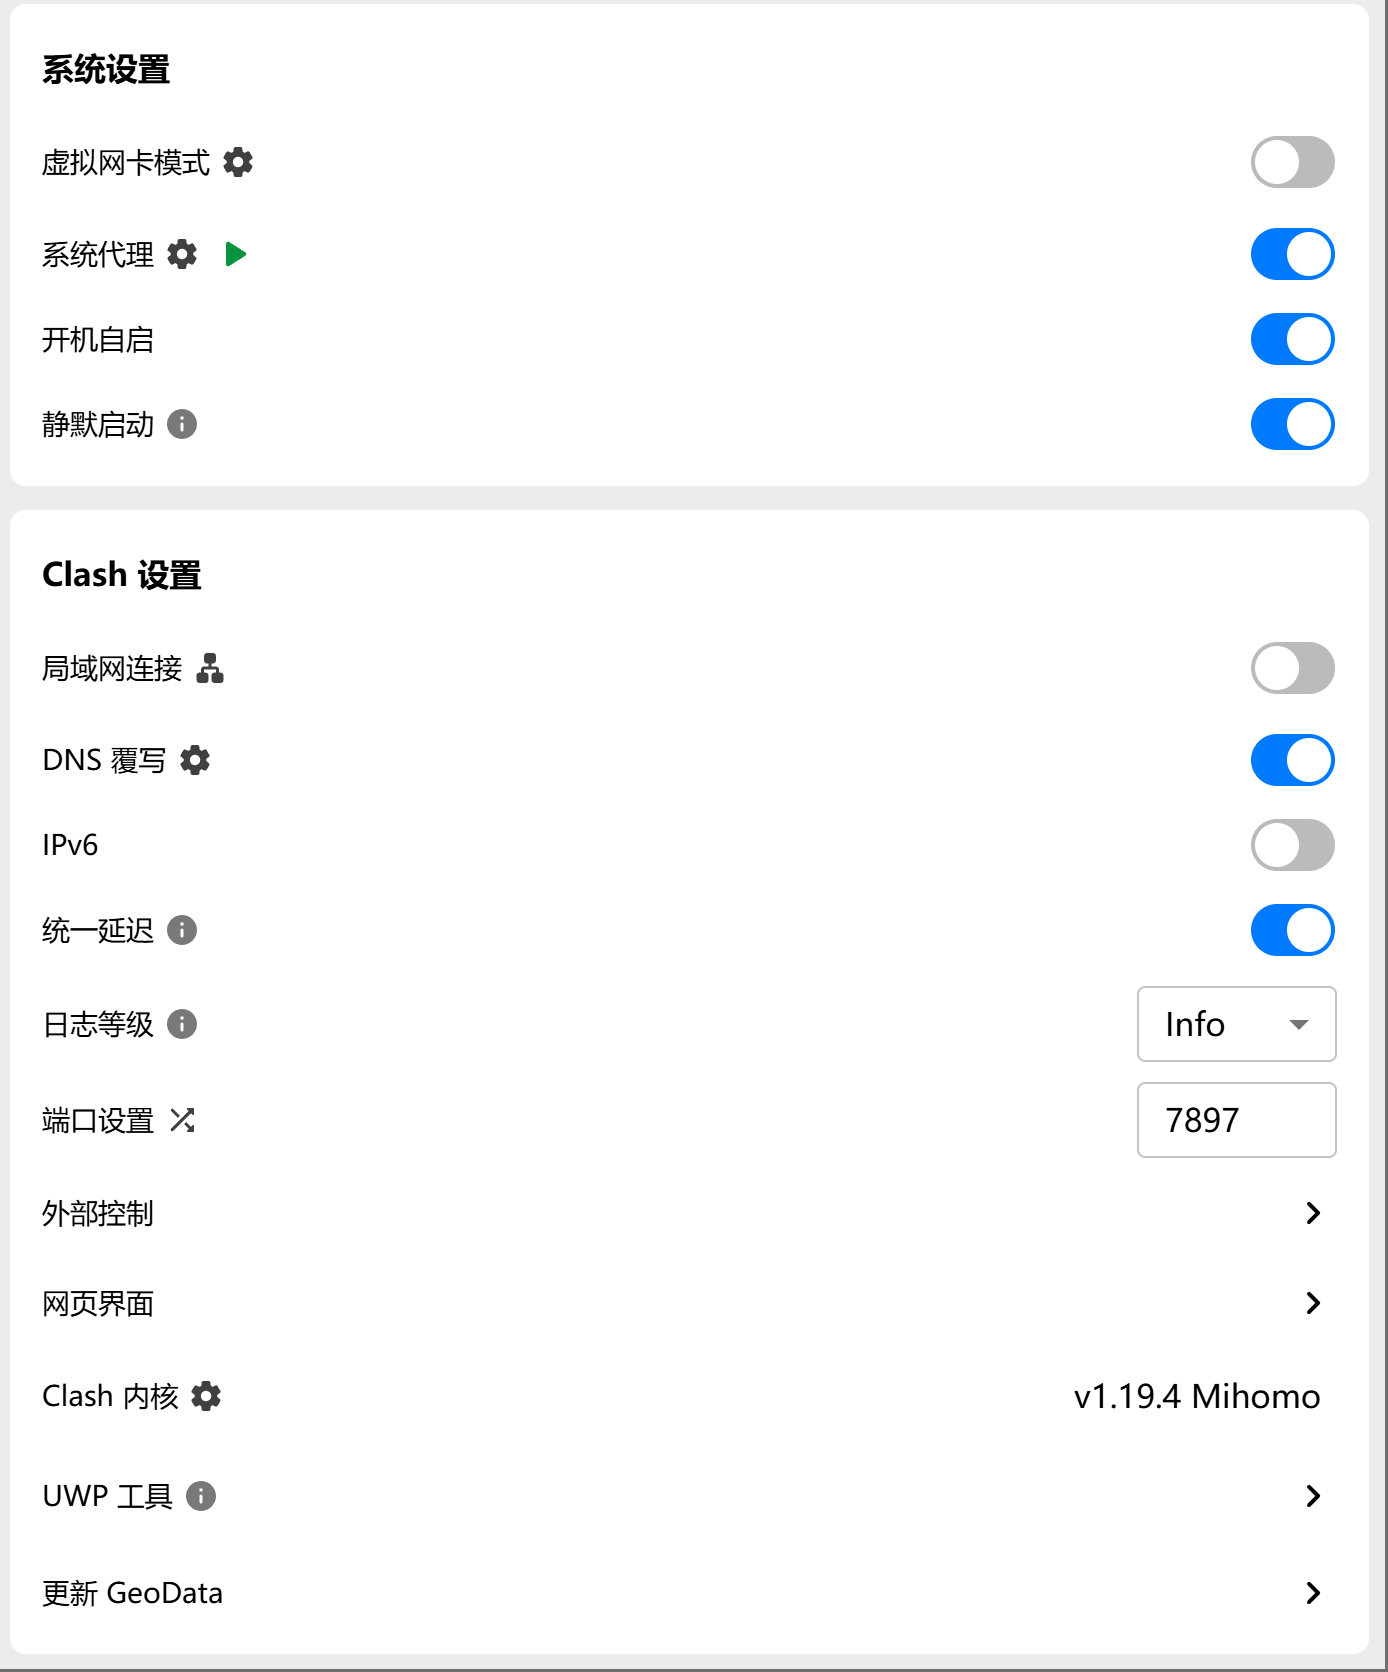 系统设置
虚拟网卡模式
系统代理
开机自启
静默启动
Clash 设置
局域网连接
DNS 覆写
IPv6
统一延迟
日志等级
Info
端口设置
7897
外部控制
网页界面
Clash 内核
v1.19.4 Mihomo
UWP 工具
更新 GeoData